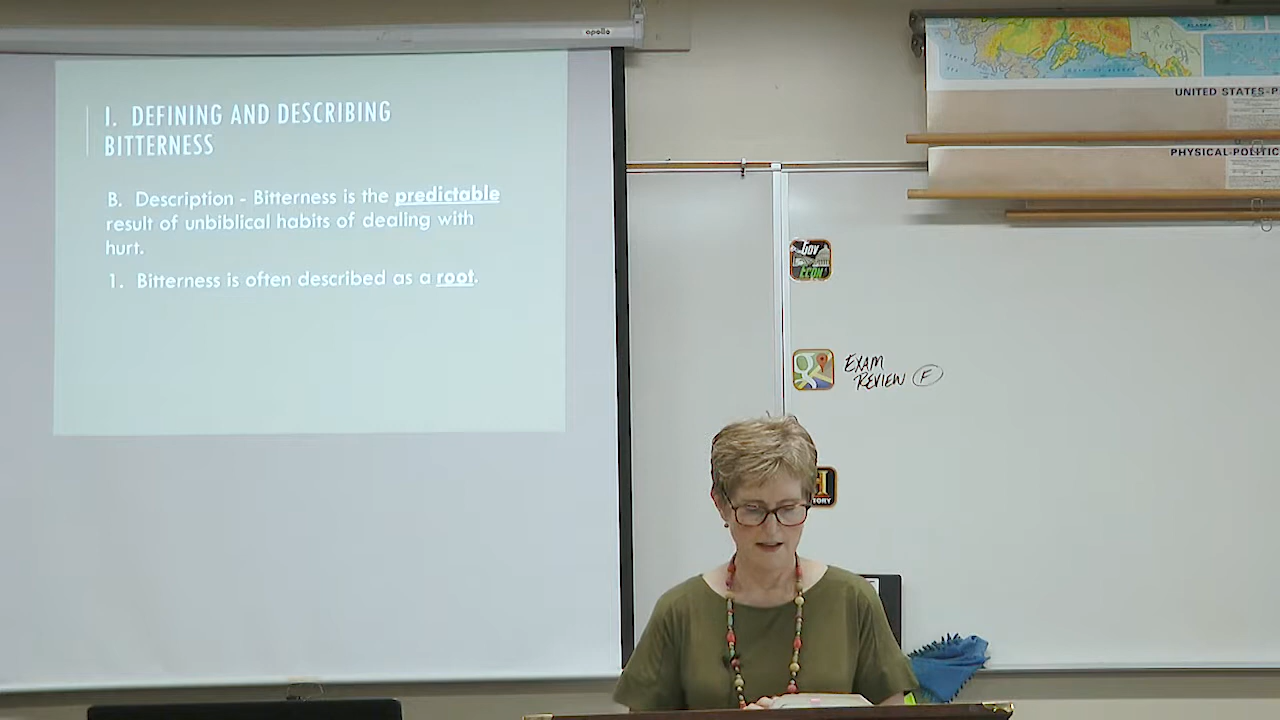 apollo
I. DEFINING AND DESCRIBING
BITTERNESS
B. Description - Bitterness is the predictable
result of unbiblical habits of dealing with
hurt.
1. Bitterness is often described as a root.
UNITED STATES-P
PHYSICAL-POLITIC
GOV
ECON
EXAM
REVIEW F
H
TORY